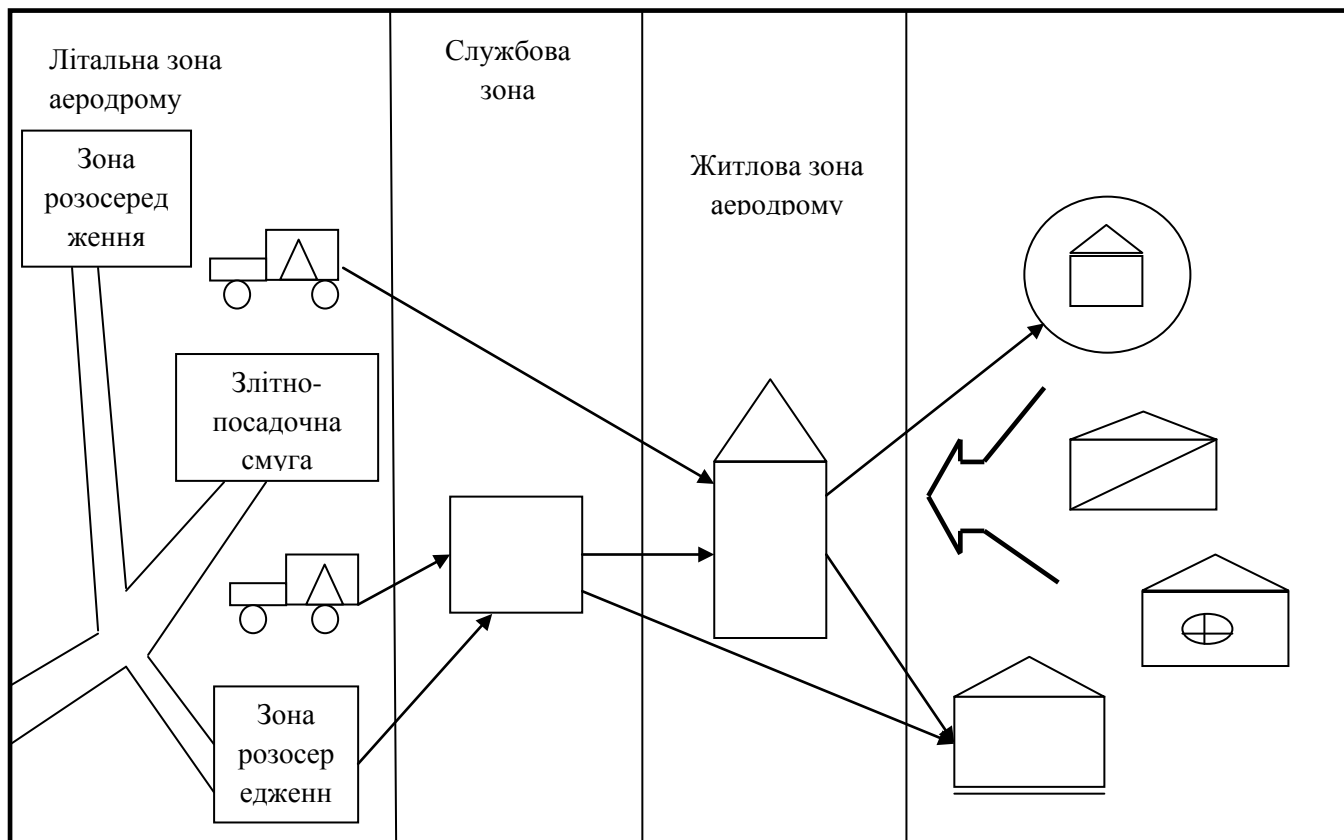 Літальна зона
аеродрому
Службова
зона
Житлова зона
аеродрому
Зона
розосеред
ження
Злітно-
посадочна
смуга
Зона
розосер
едженн